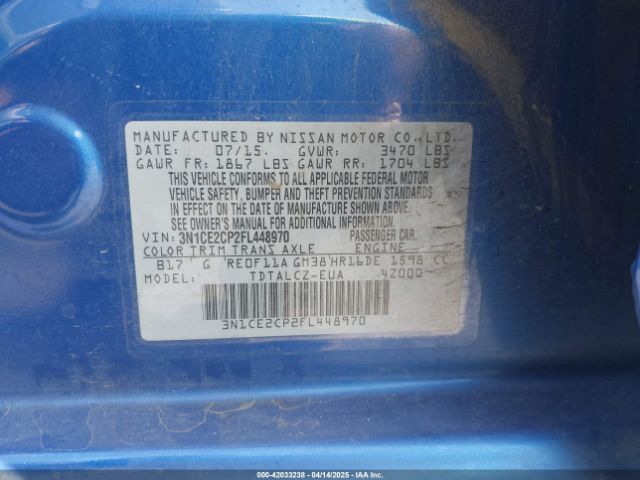 MANUFACTURED BY NISSAN MOTOR CO., LTD.
DATE: 07/15. GVWR: 3470 LBS
GAWR FR: 1867 LBS GAWR RR: 1704 LBS
THIS VEHICLE CONFORMS TO ALL APPLICABLE FEDERAL MOTOR
VEHICLE SAFETY, BUMPER AND THEFT PREVENTION STANDARDS
IN EFFECT ON THE DATE OF MANUFACTURE SHOWN ABOVE.
SEE OWNER'S MANUAL FOR ADDITIONAL INFORMATION.
VIN: 3N1CE2CP2FL448970 PASSENGER CAR
COLOR TRIM TRANS AXLE ENGINE
B17 G RE0F11A GM38 HR16DE 1598 CC
MODEL TDTALCZ-EUA 4Z000
3N1CE2CP2FL448970
000-42033238 - 04/14/2025 - IAA Inc.